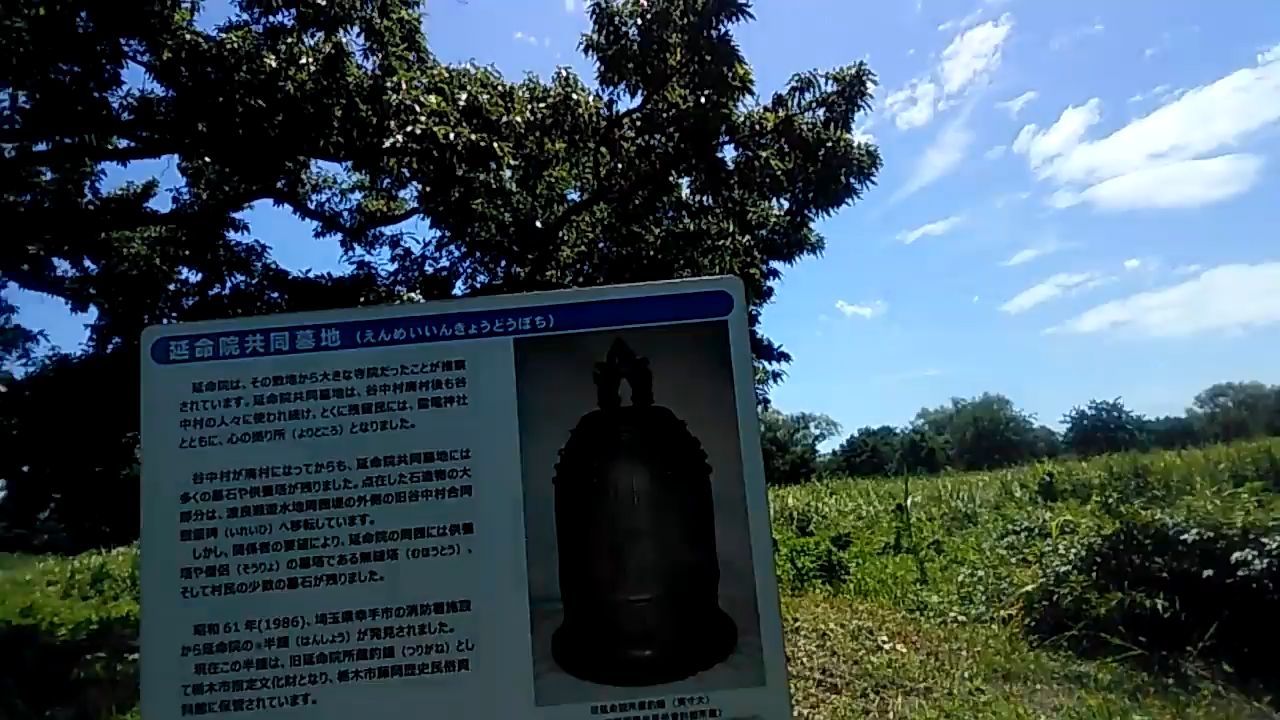 延命院共同墓地 (えんめいいんきょうどうぼち)
延命院は、その敷地から大きな寺院だったことが推察
されています。延命院共同墓地は、谷中村廃村後も谷
中村の人々に使われ続け、とくに残留民には、雷電神社
とともに、心の拠り所（よりどころ）となりました。
谷中村が廃村になってからも、延命院共同墓地には
多くの墓石や供養塔が残りました。点在した石造物の大
部分は、渡良瀬遊水地周囲堤の外側の旧谷中村合同
慰霊碑（いれいひ）へ移転しています。
しかし、関係者の要望により、延命院の周囲には供養
塔や僧侶（そうりょ）の墓塔である無縫塔（むほうとう）、
そして村民の少数の墓石が残りました。
昭和 61 年(1986)、埼玉県幸手市の消防署施設
から延命院の※半鐘（はんしょう）が発見されました。
現在この半鐘は、旧延命院所蔵釣鐘（つりがね）とし
て栃木市指定文化財となり、栃木市藤岡歴史民俗資
料館に保管されています。
旧延命院所蔵釣鐘（実寸大）